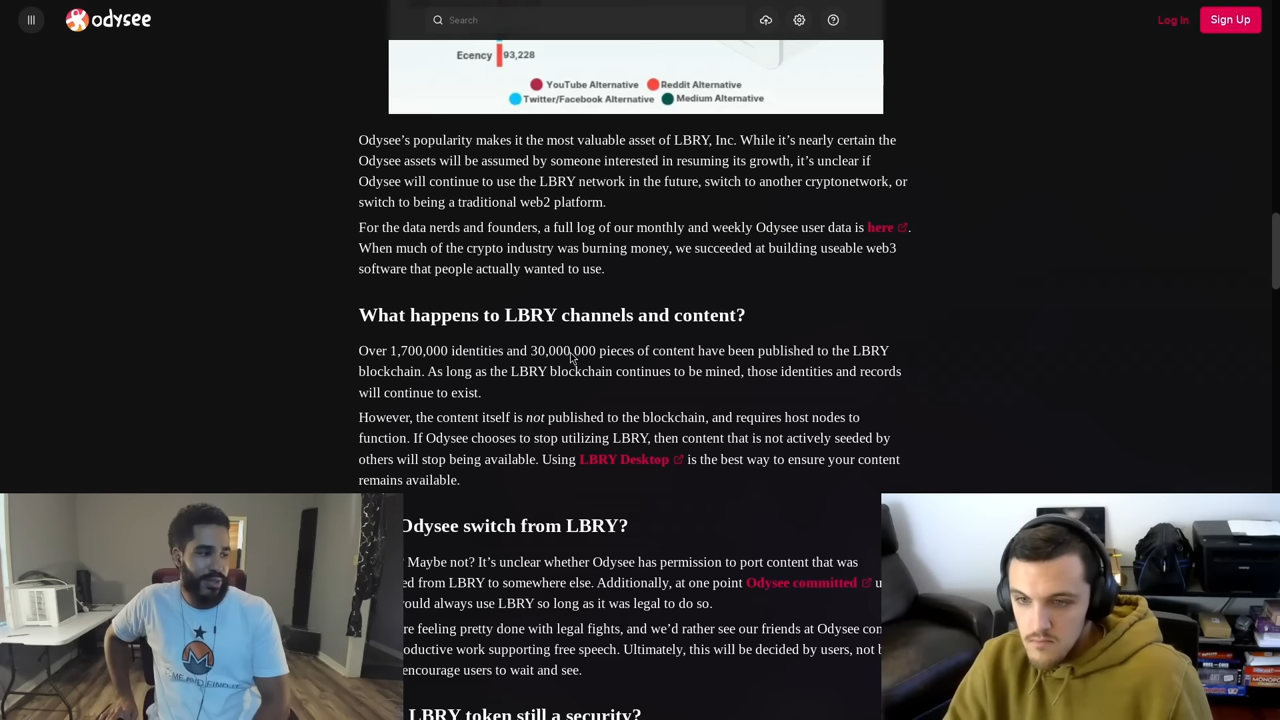 odysee
Search
Log In
Sign Up
Ecency
93,228
YouTube Alternative
Reddit Alternative
Twitter/Facebook Alternative
Medium Alternative
Odysee’s popularity makes it the most valuable asset of LBRY, Inc. While it’s nearly certain the
Odysee assets will be assumed by someone interested in resuming its growth, it’s unclear if
Odysee will continue to use the LBRY network in the future, switch to another cryptonetwork, or
switch to being a traditional web2 platform.
For the data nerds and founders, a full log of our monthly and weekly Odysee user data is here.
When much of the crypto industry was burning money, we succeeded at building useable web3
software that people actually wanted to use.
What happens to LBRY channels and content?
Over 1,700,000 identities and 30,000,000 pieces of content have been published to the LBRY
blockchain. As long as the LBRY blockchain continues to be mined, those identities and records
will continue to exist.
However, the content itself is not published to the blockchain, and requires host nodes to
function. If Odysee chooses to stop utilizing LBRY, then content that is not actively seeded by
others will stop being available. Using LBRY Desktop is the best way to ensure your content
remains available.
Odysee switch from LBRY?
Maybe not? It’s unclear whether Odysee has permission to port content that was
ed from LBRY to somewhere else. Additionally, at one point Odysee committed u
ould always use LBRY so long as it was legal to do so.
re feeling pretty done with legal fights, and we’d rather see our friends at Odysee con
oductive work supporting free speech. Ultimately, this will be decided by users, not b
encourage users to wait and see.
LBRY token still a security?